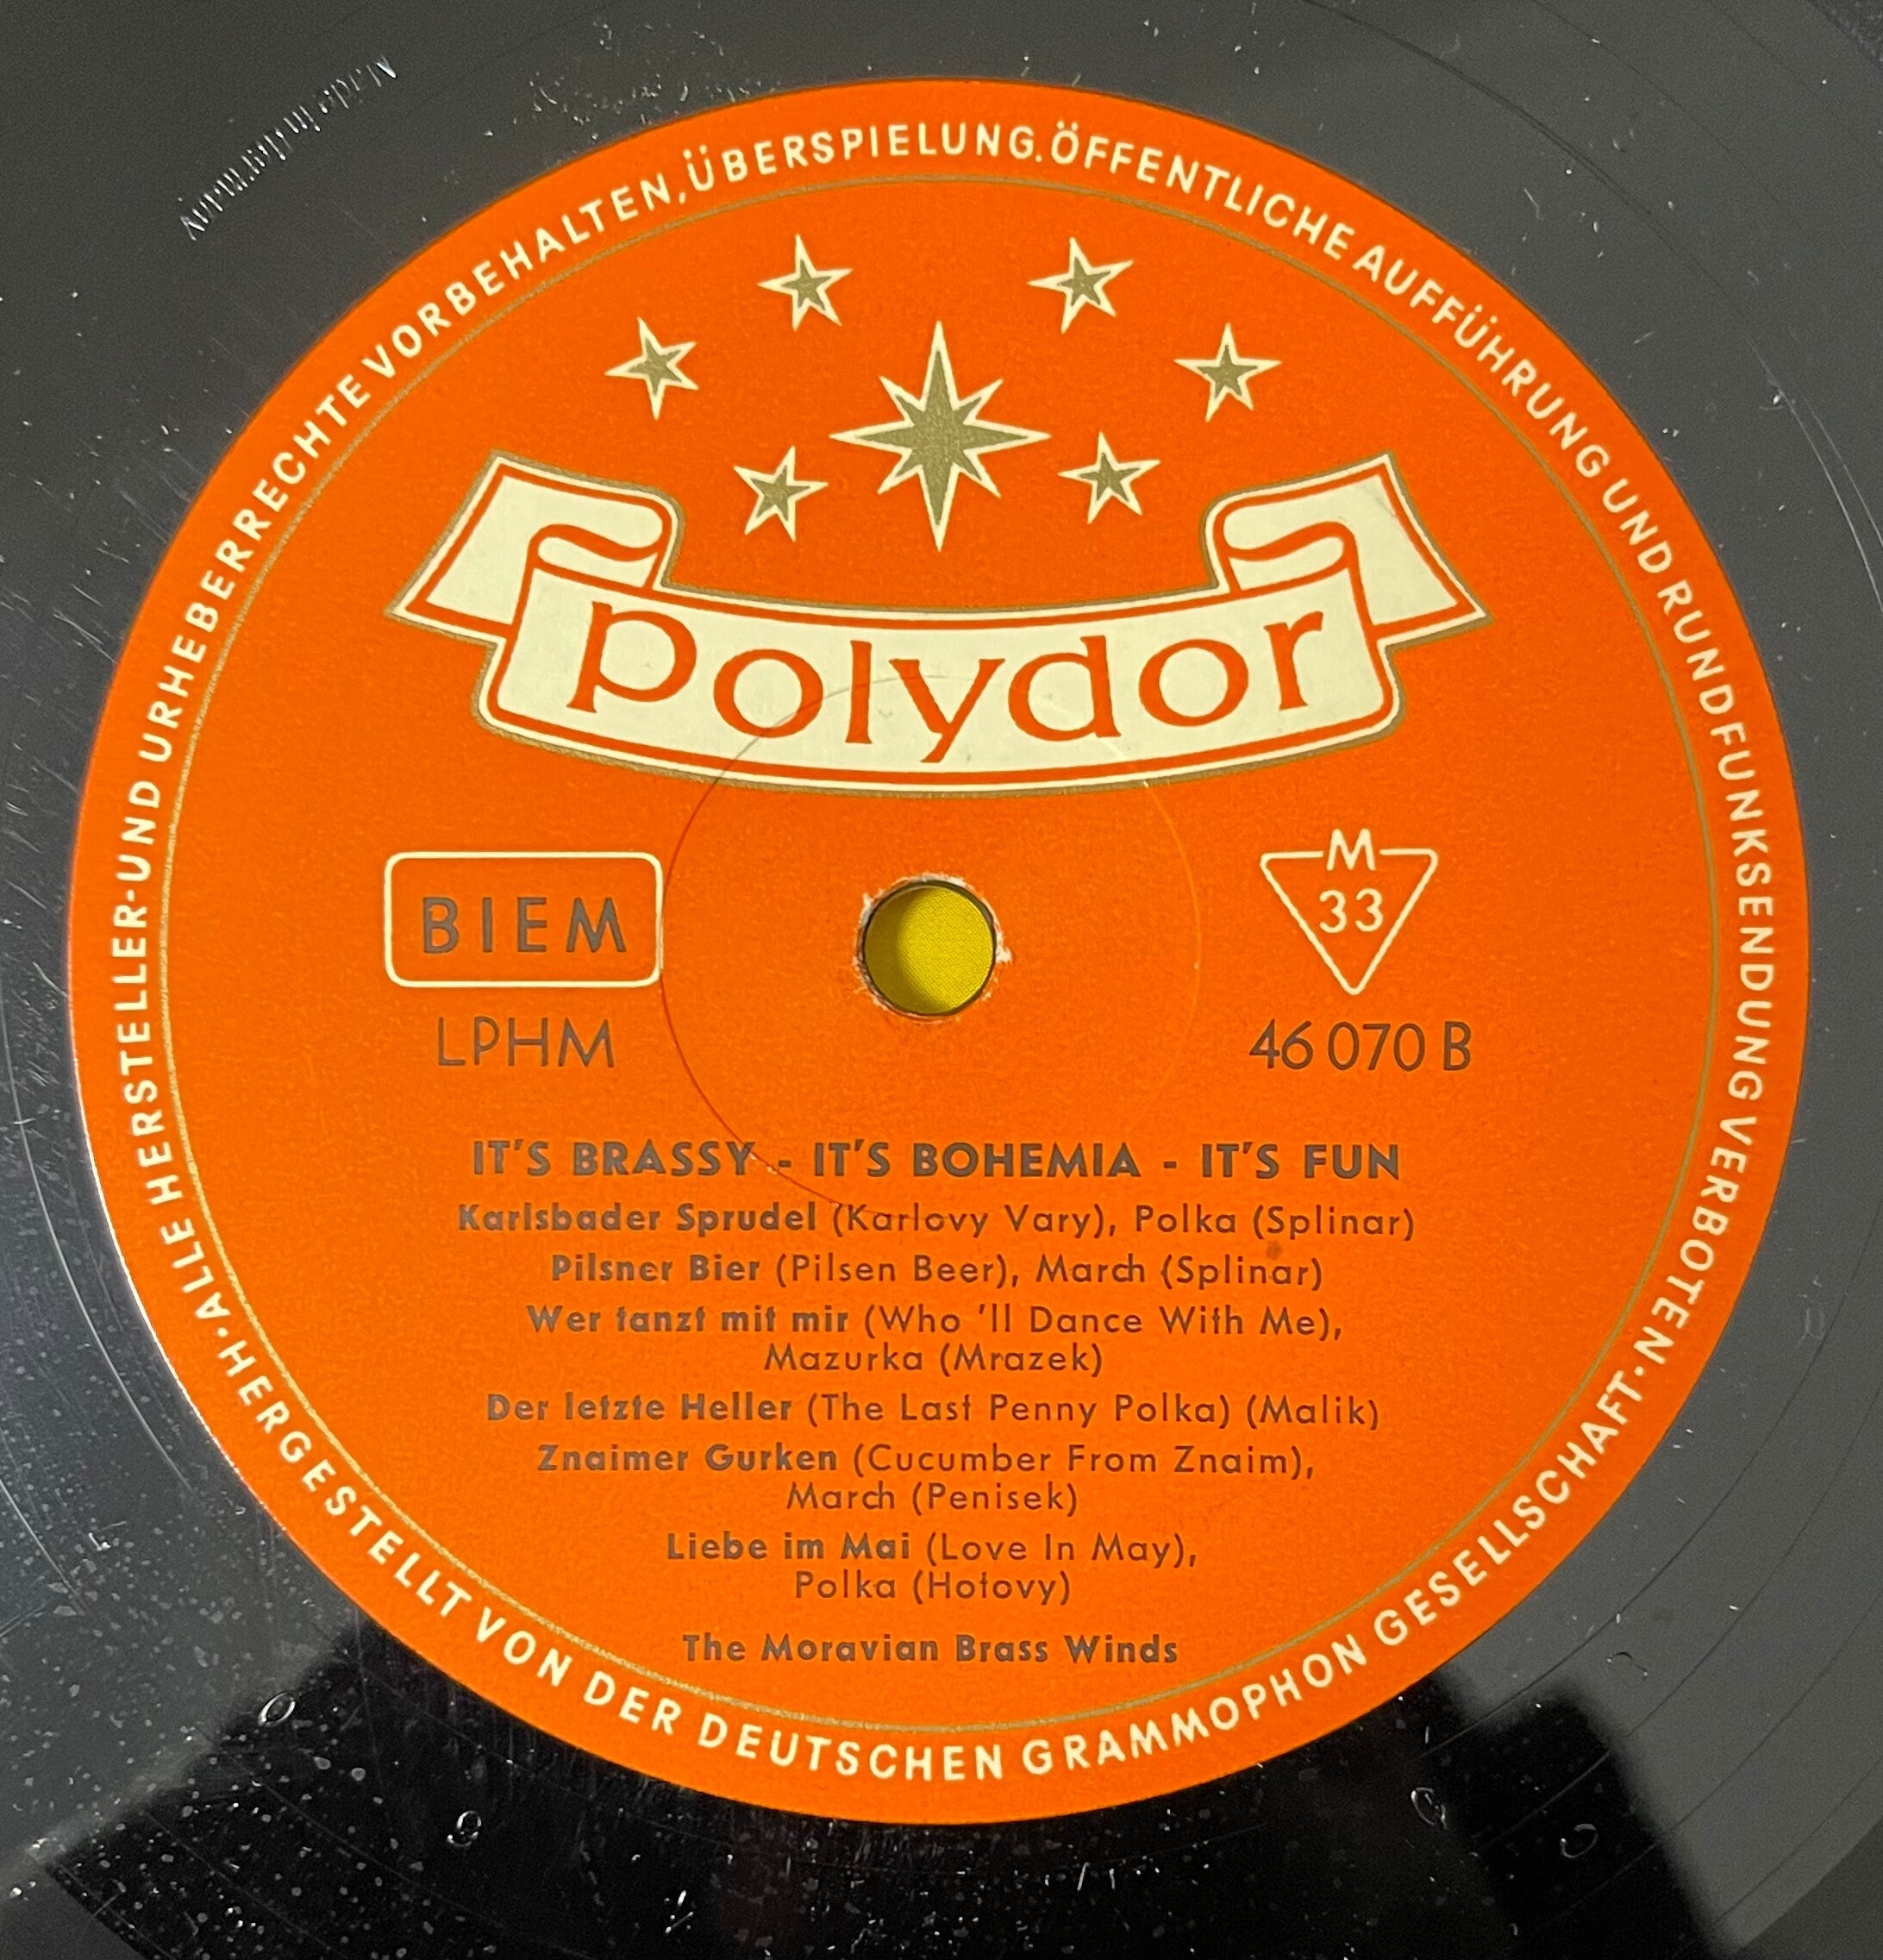 Made in Germany
ALLE HERSTELLER-UND URHEBERRECHTE VORBEHALTEN, ÜBERSPIELUNG. ÖFFENTLICHE AUFFÜHRUNG UND RUNDFUNKSENDUNG VERBOTEN · HERGESTELLT VON DER DEUTSCHEN GRAMMOPHON GESELLSCHAFT ·
polydor
BIEM
M
33
LPHM
46 070 B
IT'S BRASSY - IT'S BOHEMIA - IT'S FUN
Karlsbader Sprudel (Karlovy Vary), Polka (Splinar)
Pilsner Bier (Pilsen Beer), March (Splinar)
Wer tanzt mit mir (Who 'll Dance With Me),
Mazurka (Mrazek)
Der letzte Heller (The Last Penny Polka) (Malik)
Znaimer Gurken (Cucumber From Znaim),
March (Penisek)
Liebe im Mai (Love In May),
Polka (Hotovy)
The Moravian Brass Winds